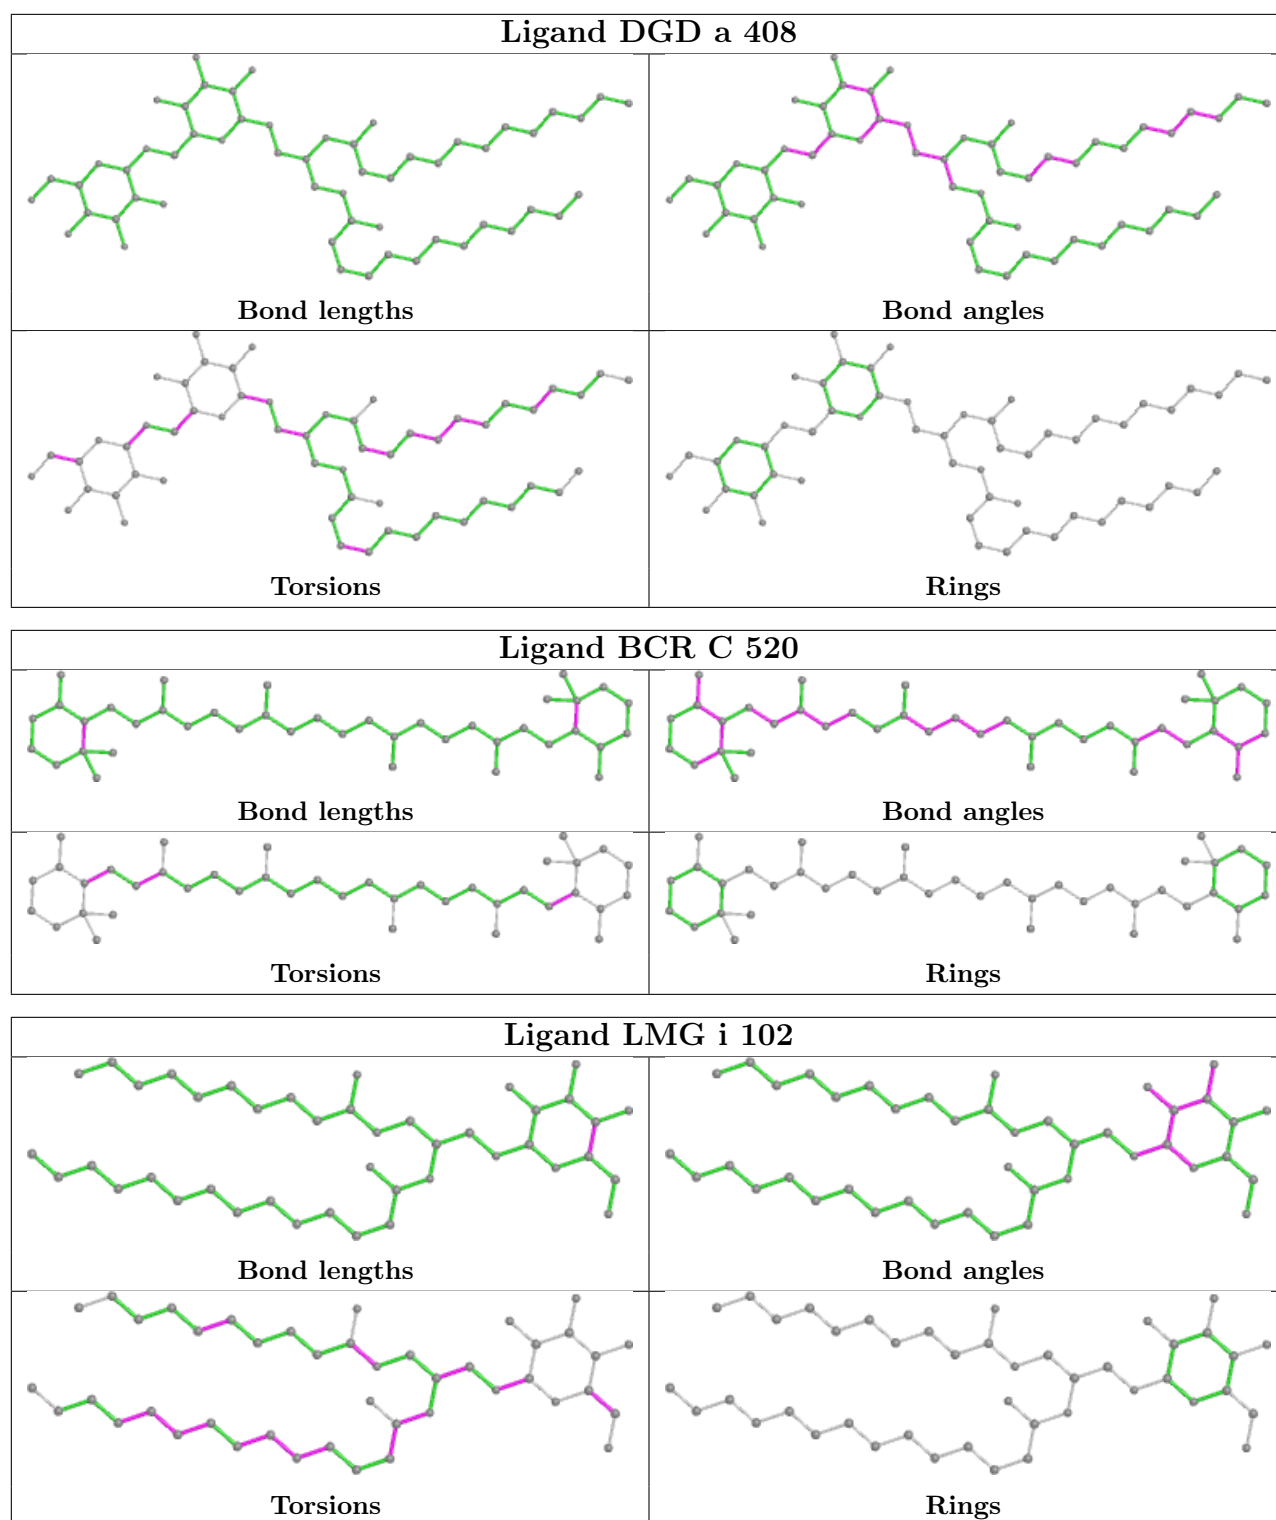 Ligand DGD a 408
Bond lengths
Bond angles
Torsions
Rings
Ligand BCR C 520
Bond lengths
Bond angles
Torsions
Rings
Ligand LMG i 102
Bond lengths
Bond angles
Torsions
Rings